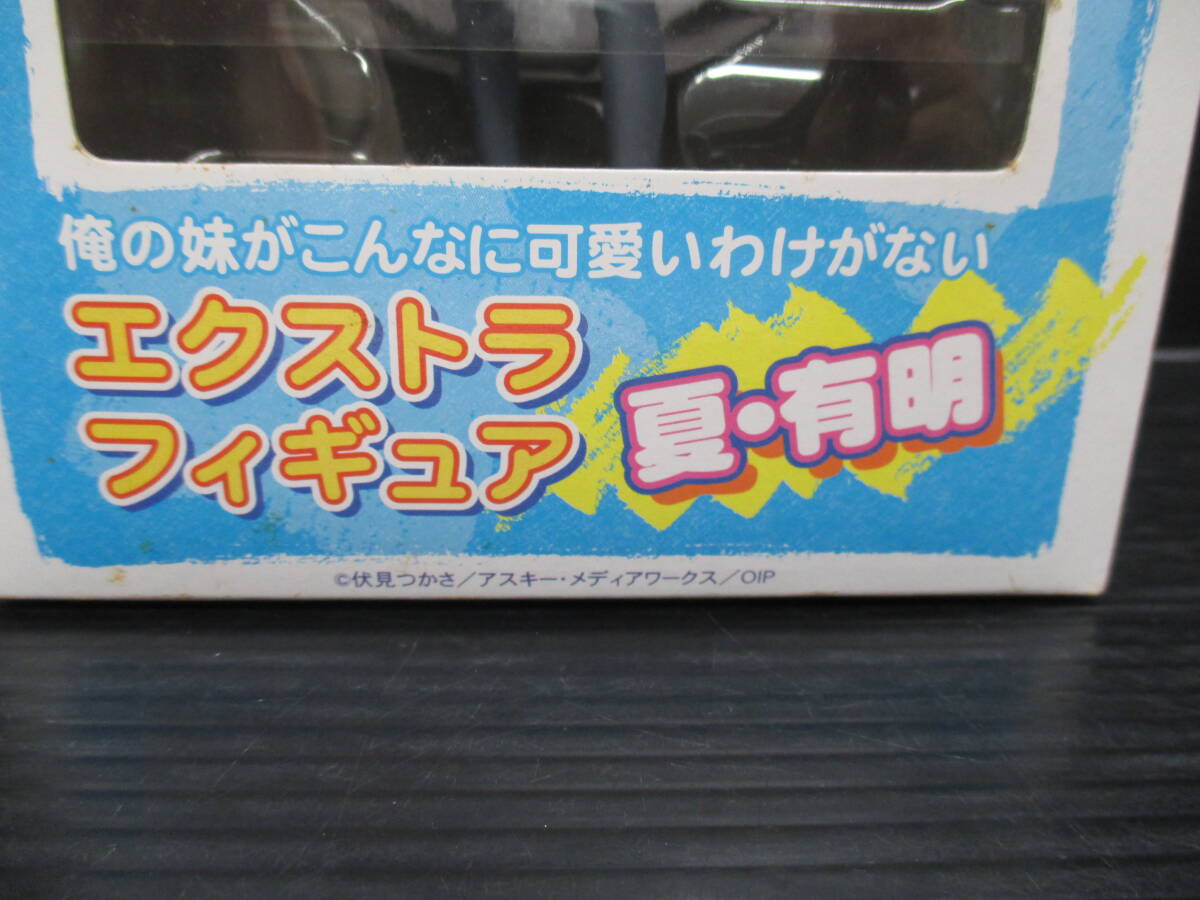 俺の妹がこんなに可愛いわけがない
エクストラ
フィギュア
夏・有明
©伏見つかさ／アスキー・メディアワークス／OIP